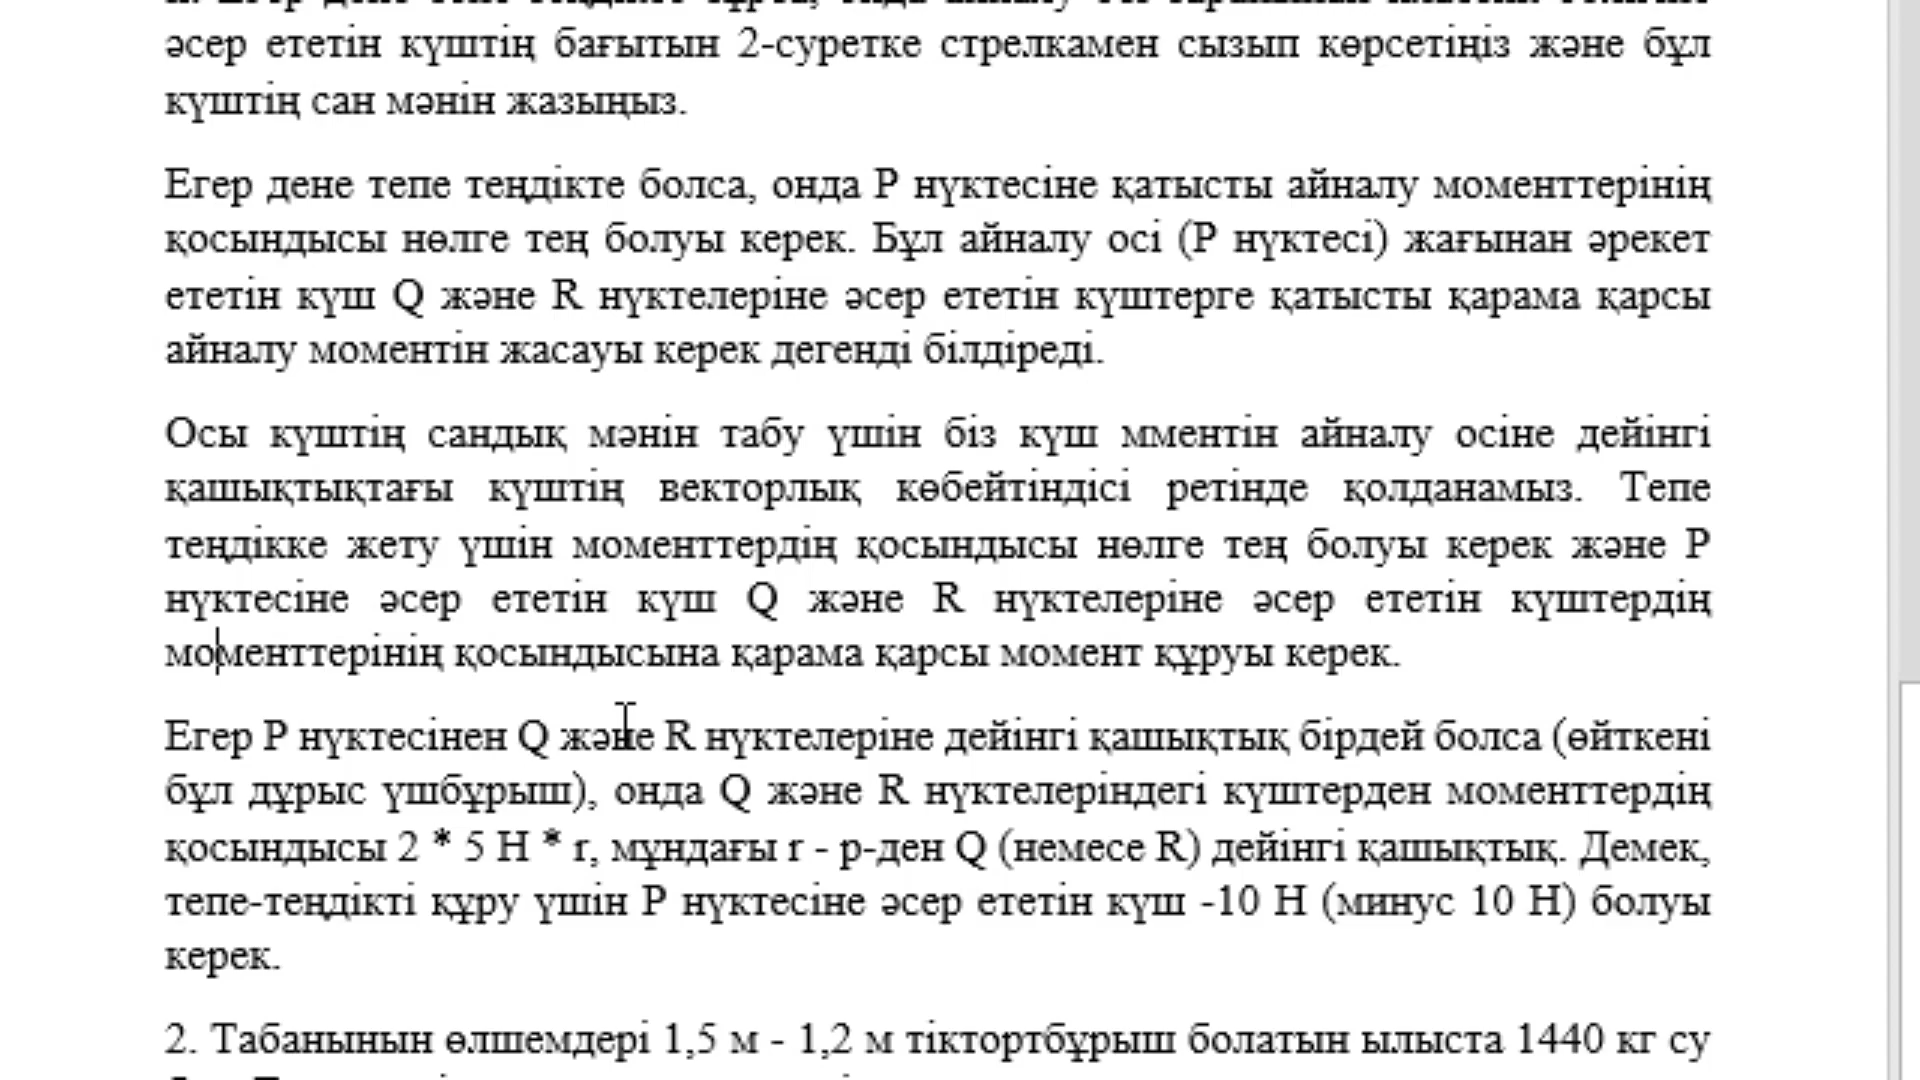 әсер ететін күштің бағытын 2-суретке стрелкамен сызып көрсетіңіз және бұл
күштің сан мәнін жазыңыз.
Егер дене тепе теңдікте болса, онда Р нүктесіне қатысты айналу моменттерінің
қосындысы нөлге тең болуы керек. Бұл айналу осі (Р нүктесі) жағынан әрекет
ететін күш Q және R нүктелеріне әсер ететін күштерге қатысты қарама қарсы
айналу моментін жасауы керек дегенді білдіреді.
Осы күштің сандық мәнін табу үшін біз күш мментін айналу осіне дейінгі
қашықтықтағы күштің векторлық көбейтіндісі ретінде қолданамыз. Тепе
теңдікке жету үшін моменттердің қосындысы нөлге тең болуы керек және Р
нүктесіне әсер ететін күш Q және R нүктелеріне әсер ететін күштердің
моменттерінің қосындысына қарама қарсы момент құруы керек.
Егер Р нүктесінен Q және R нүктелеріне дейінгі қашықтық бірдей болса (өйткені
бұл дұрыс үшбұрыш), онда Q және R нүктелеріндегі күштерден моменттердің
қосындысы 2 * 5 Н * r, мұндағы r - р-ден Q (немесе R) дейінгі қашықтық. Демек,
тепе-теңдікті құру үшін Р нүктесіне әсер ететін күш -10 Н (минус 10 Н) болуы
керек.
2. Табанынын өлшемдері 1,5 м - 1,2 м тіктортбұрыш болатын ылыста 1440 кг су